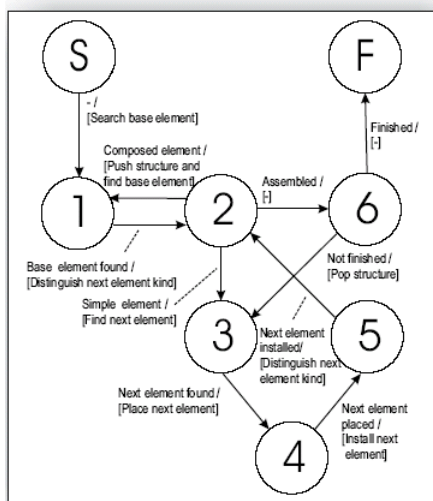 S
F
- /
[Search base element]
Finished /
[-]
Composed element /
[Push structure and
find base element]
Assembled /
[-]
1
2
6
Base element found /
[Distinguish next element kind]
Not finished /
[Pop structure]
Simple element /
[Find next element]
3
Next element
installed/
[Distinguish next
element kind]
5
Next element found /
[Place next element]
Next element
placed /
[Install next
element]
4